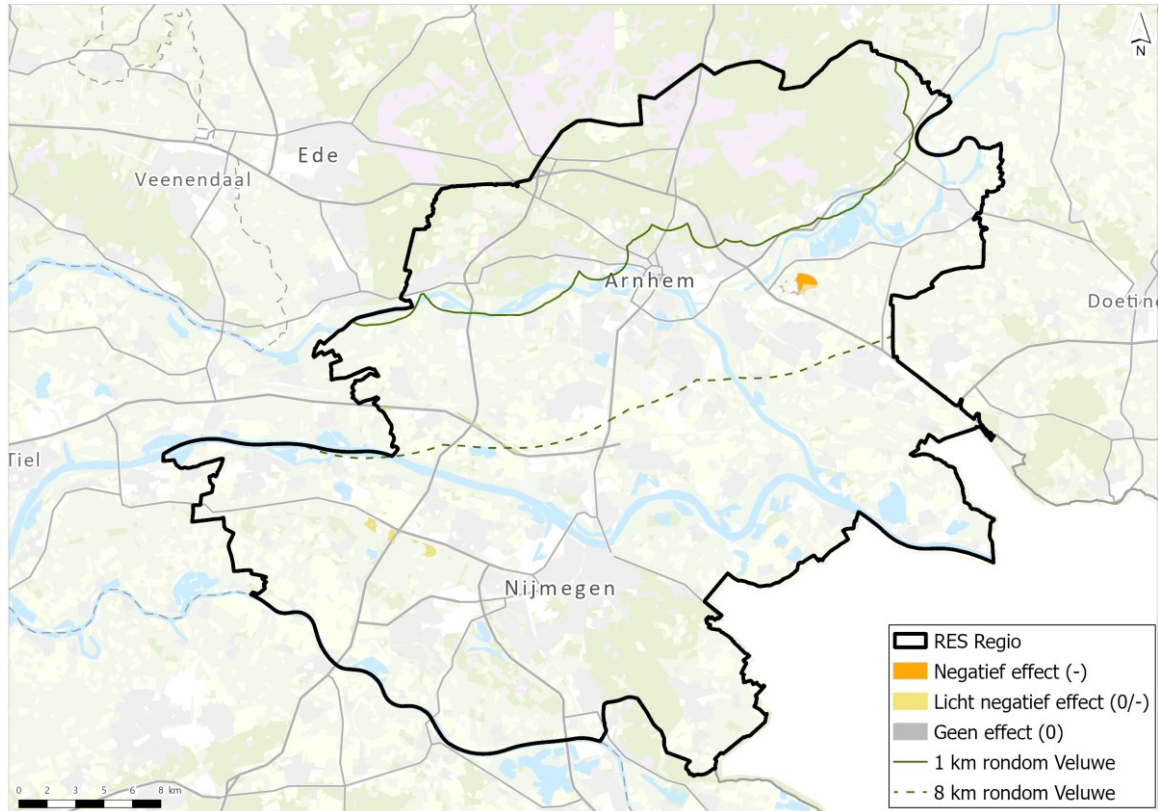 N
Ede
Veenendaal
Arnhem
Doetinc
Tiel
Nijmegen
RES Regio
Negatief effect (-)
Licht negatief effect (0/-)
Geen effect (0)
1 km rondom Veluwe
8 km rondom Veluwe
0 2 3 5 6 8 km